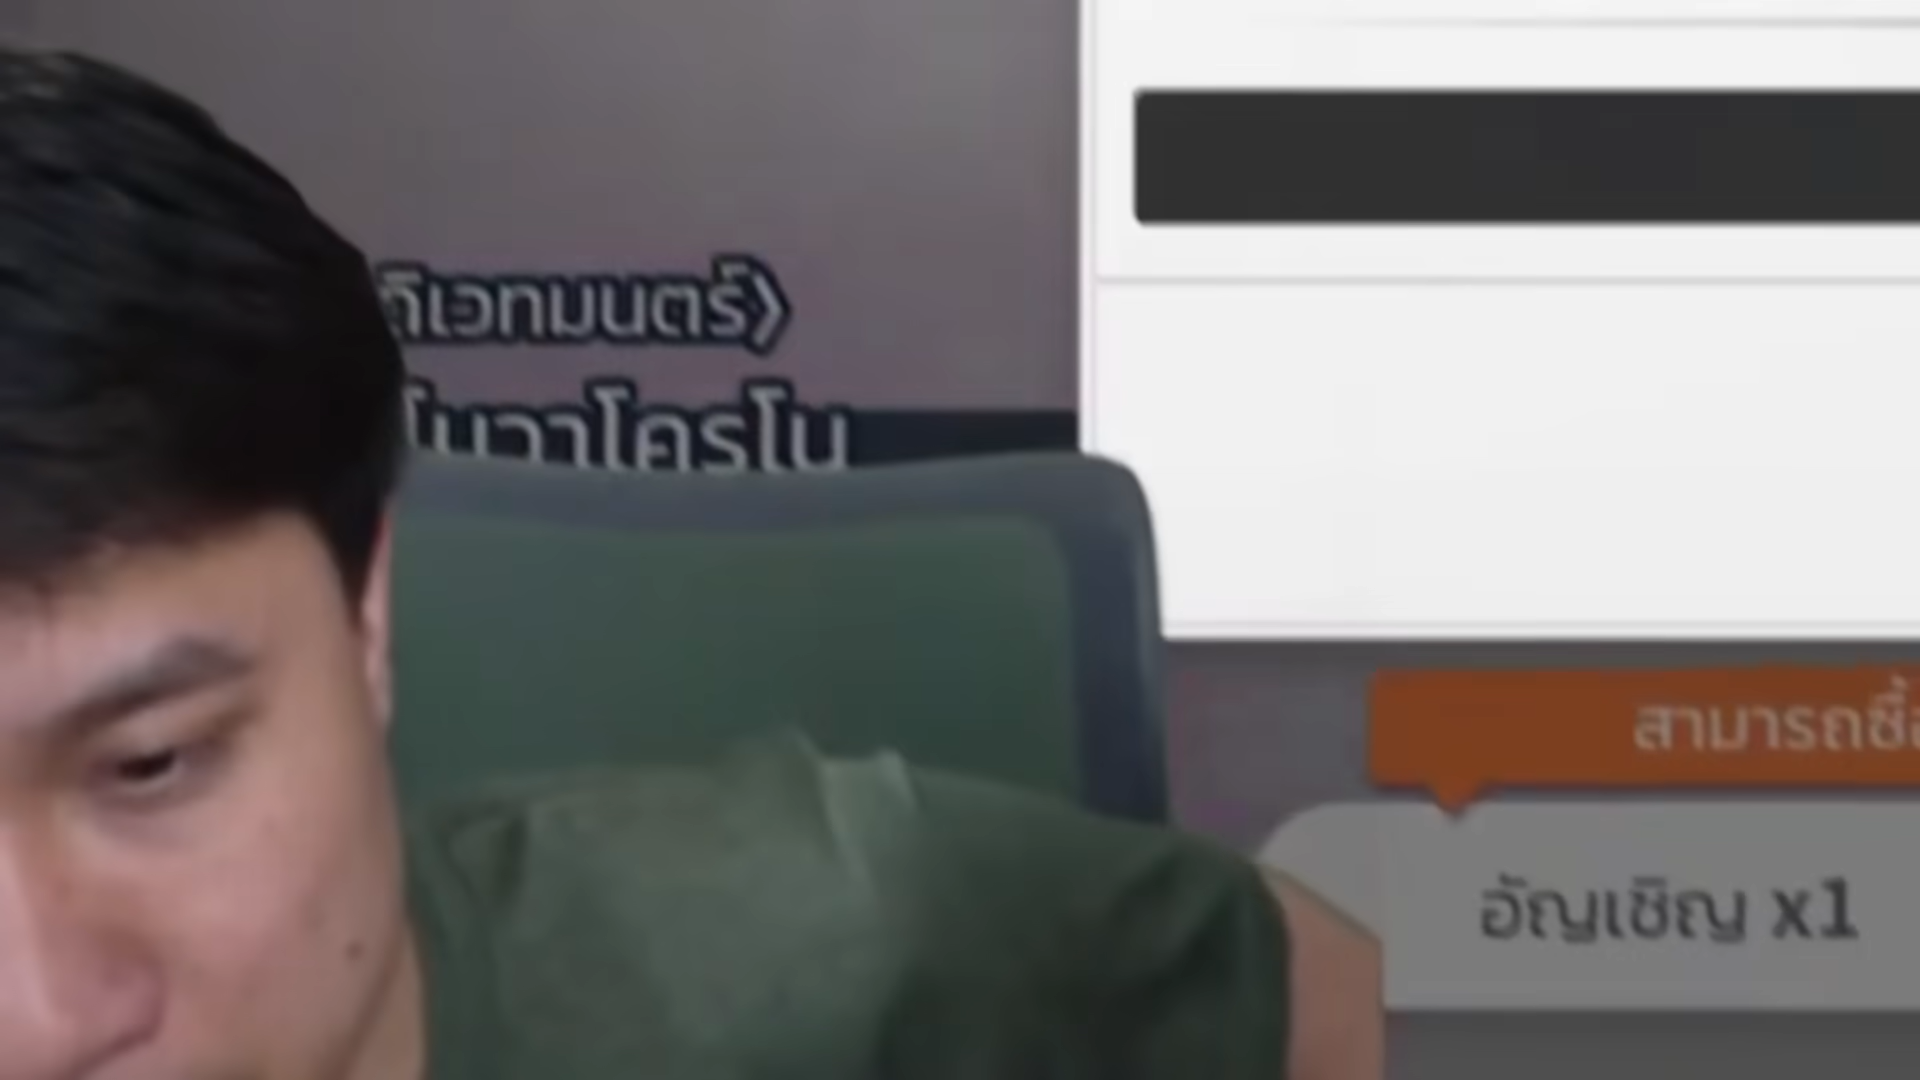 เวทมนตร์》
โนวาโครโน
สามารถซื้อ
อัญเชิญ x1